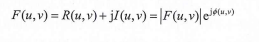 F(u,v) = R(u,v) + jI(u,v) = |F(u,v)| e^{jϕ(u,v)}